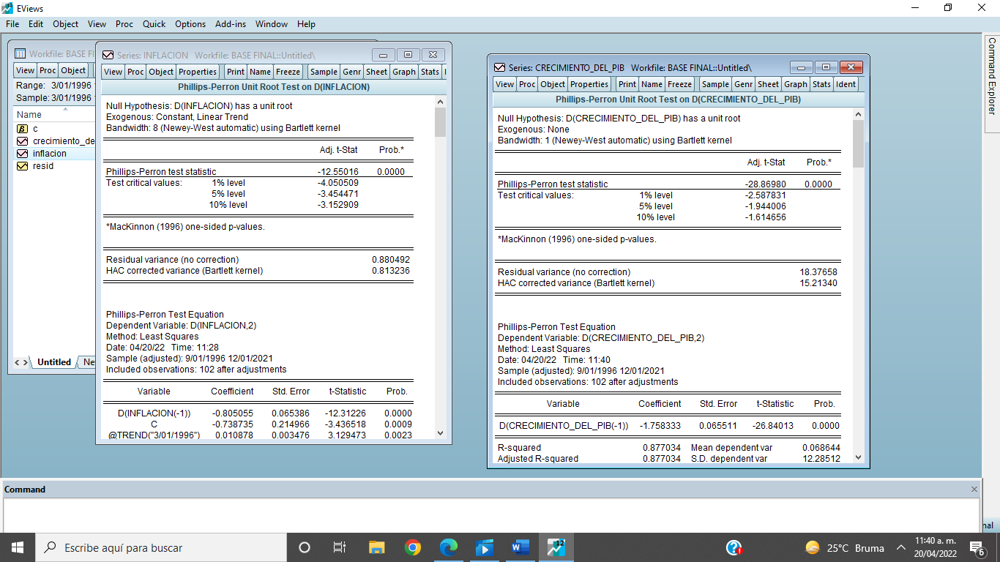 EViews
File Edit Object View Proc Quick Options Add-ins Window Help
Workfile: BASE FI
View Proc Object
Range: 3/01/1996
Sample: 3/01/1996
Name
c
crecimiento_de
inflacion
resid
Untitled Ne
Series: INFLACION Workfile: BASE FINAL::Untitled\
View Proc Object Properties Print Name Freeze Sample Genr Sheet Graph Stats I
Phillips-Perron Unit Root Test on D(INFLACION)
Null Hypothesis: D(INFLACION) has a unit root
Exogenous: Constant, Linear Trend
Bandwidth: 8 (Newey-West automatic) using Bartlett kernel
Adj. t-Stat Prob.*
Phillips-Perron test statistic -12.55016 0.0000
Test critical values: 1% level -4.050509
5% level -3.454471
10% level -3.152909
*MacKinnon (1996) one-sided p-values.
Residual variance (no correction) 0.880492
HAC corrected variance (Bartlett kernel) 0.813236
Phillips-Perron Test Equation
Dependent Variable: D(INFLACION,2)
Method: Least Squares
Date: 04/20/22 Time: 11:28
Sample (adjusted): 9/01/1996 12/01/2021
Included observations: 102 after adjustments
Variable Coefficient Std. Error t-Statistic Prob.
D(INFLACION(-1)) -0.805055 0.065386 -12.31226 0.0000
C -0.738735 0.214966 -3.436518 0.0009
@TREND("3/01/1996") 0.010878 0.003476 3.129473 0.0023
Series: CRECIMIENTO_DEL_PIB Workfile: BASE FINAL::Untitled\
View Proc Object Properties Print Name Freeze Sample Genr Sheet Graph Stats Ident
Phillips-Perron Unit Root Test on D(CRECIMIENTO_DEL_PIB)
Null Hypothesis: D(CRECIMIENTO_DEL_PIB) has a unit root
Exogenous: None
Bandwidth: 1 (Newey-West automatic) using Bartlett kernel
Adj. t-Stat Prob.*
Phillips-Perron test statistic -28.86980 0.0000
Test critical values: 1% level -2.587831
5% level -1.944006
10% level -1.614656
*MacKinnon (1996) one-sided p-values.
Residual variance (no correction) 18.37658
HAC corrected variance (Bartlett kernel) 15.21340
Phillips-Perron Test Equation
Dependent Variable: D(CRECIMIENTO_DEL_PIB,2)
Method: Least Squares
Date: 04/20/22 Time: 11:40
Sample (adjusted): 9/01/1996 12/01/2021
Included observations: 102 after adjustments
Variable Coefficient Std. Error t-Statistic Prob.
D(CRECIMIENTO_DEL_PIB(-1)) -1.758333 0.065511 -26.84013 0.0000
R-squared 0.877034 Mean dependent var 0.068644
Adjusted R-squared 0.877034 S.D. dependent var 12.28512
Command Explorer
Command
nal
Escribe aquí para buscar
12
25°C Bruma
11:40 a. m.
20/04/2022
6